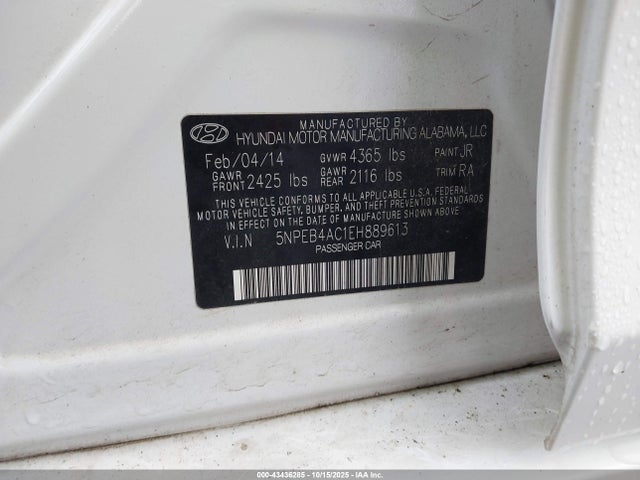 MANUFACTURED BY
HYUNDAI MOTOR MANUFACTURING ALABAMA, LLC
Feb/04/14 GVWR 4365 lbs PAINT JR
GAWR FRONT 2425 lbs GAWR REAR 2116 lbs TRIM RA
THIS VEHICLE CONFORMS TO ALL APPLICABLE U.S.A. FEDERAL
MOTOR VEHICLE SAFETY, BUMPER, AND THEFT PREVENTION STANDARDS
IN EFFECT ON THE DATE OF MANUFACTURE SHOWN ABOVE.
V.I.N 5NPEB4AC1EH889613
PASSENGER CAR
000-43436285 - 10/15/2025 - IAAI.COM